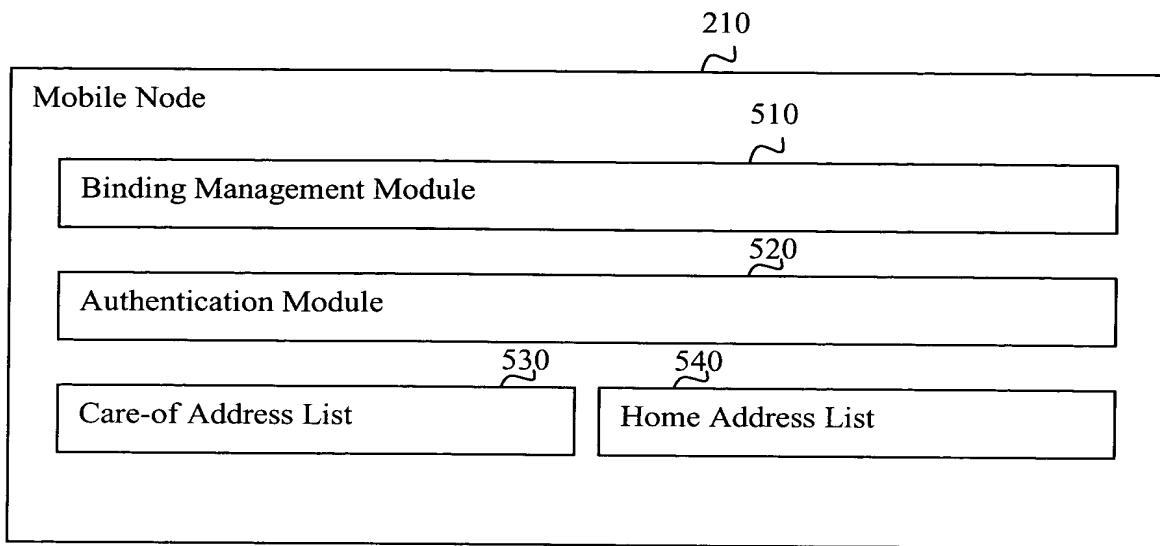 210
Mobile Node
510
Binding Management Module
520
Authentication Module
530
540
Care-of Address List
Home Address List